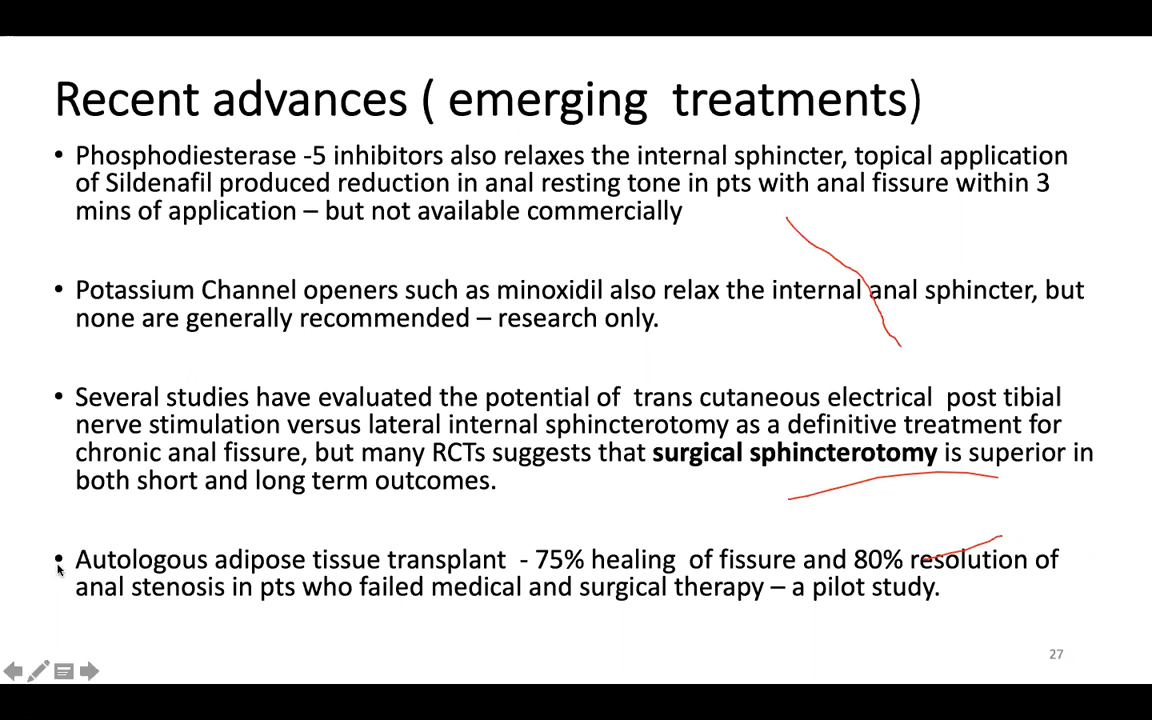 Recent advances ( emerging  treatments)
• Phosphodiesterase -5 inhibitors also relaxes the internal sphincter, topical application
of Sildenafil produced reduction in anal resting tone in pts with anal fissure within 3
mins of application – but not available commercially
• Potassium Channel openers such as minoxidil also relax the internal anal sphincter, but
none are generally recommended – research only.
• Several studies have evaluated the potential of  trans cutaneous electrical  post tibial
nerve stimulation versus lateral internal sphincterotomy as a definitive treatment for
chronic anal fissure, but many RCTs suggests that surgical sphincterotomy is superior in
both short and long term outcomes.
• Autologous adipose tissue transplant  - 75% healing  of fissure and 80% resolution of
anal stenosis in pts who failed medical and surgical therapy – a pilot study.
27